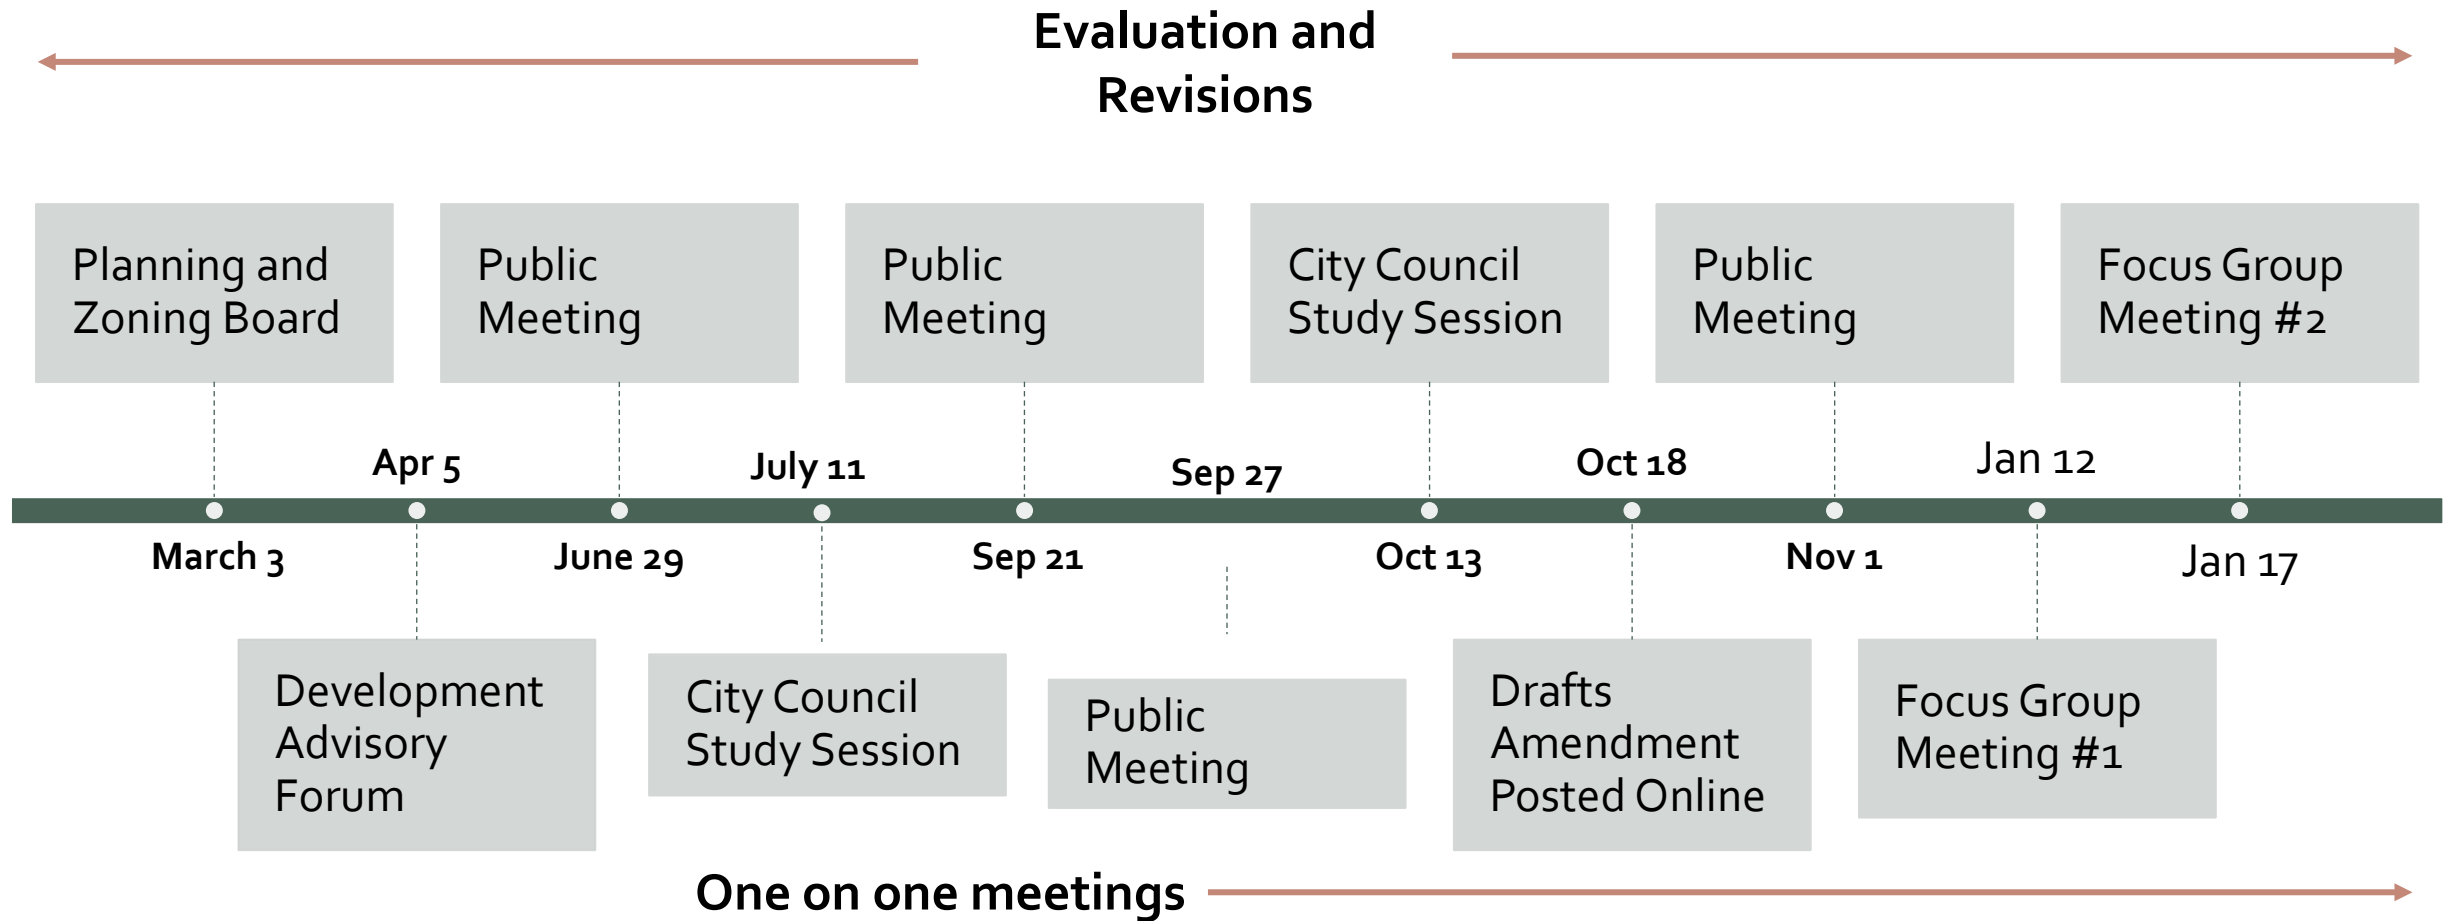 Evaluation and
Revisions
Planning and
Zoning Board
Public
Meeting
Public
Meeting
City Council
Study Session
Public
Meeting
Focus Group
Meeting #2
Apr 5
July 11
Sep 27
Oct 18
Jan 12
March 3
June 29
Sep 21
Oct 13
Nov 1
Jan 17
Development
Advisory
Forum
City Council
Study Session
Public
Meeting
Drafts
Amendment
Posted Online
Focus Group
Meeting #1
One on one meetings